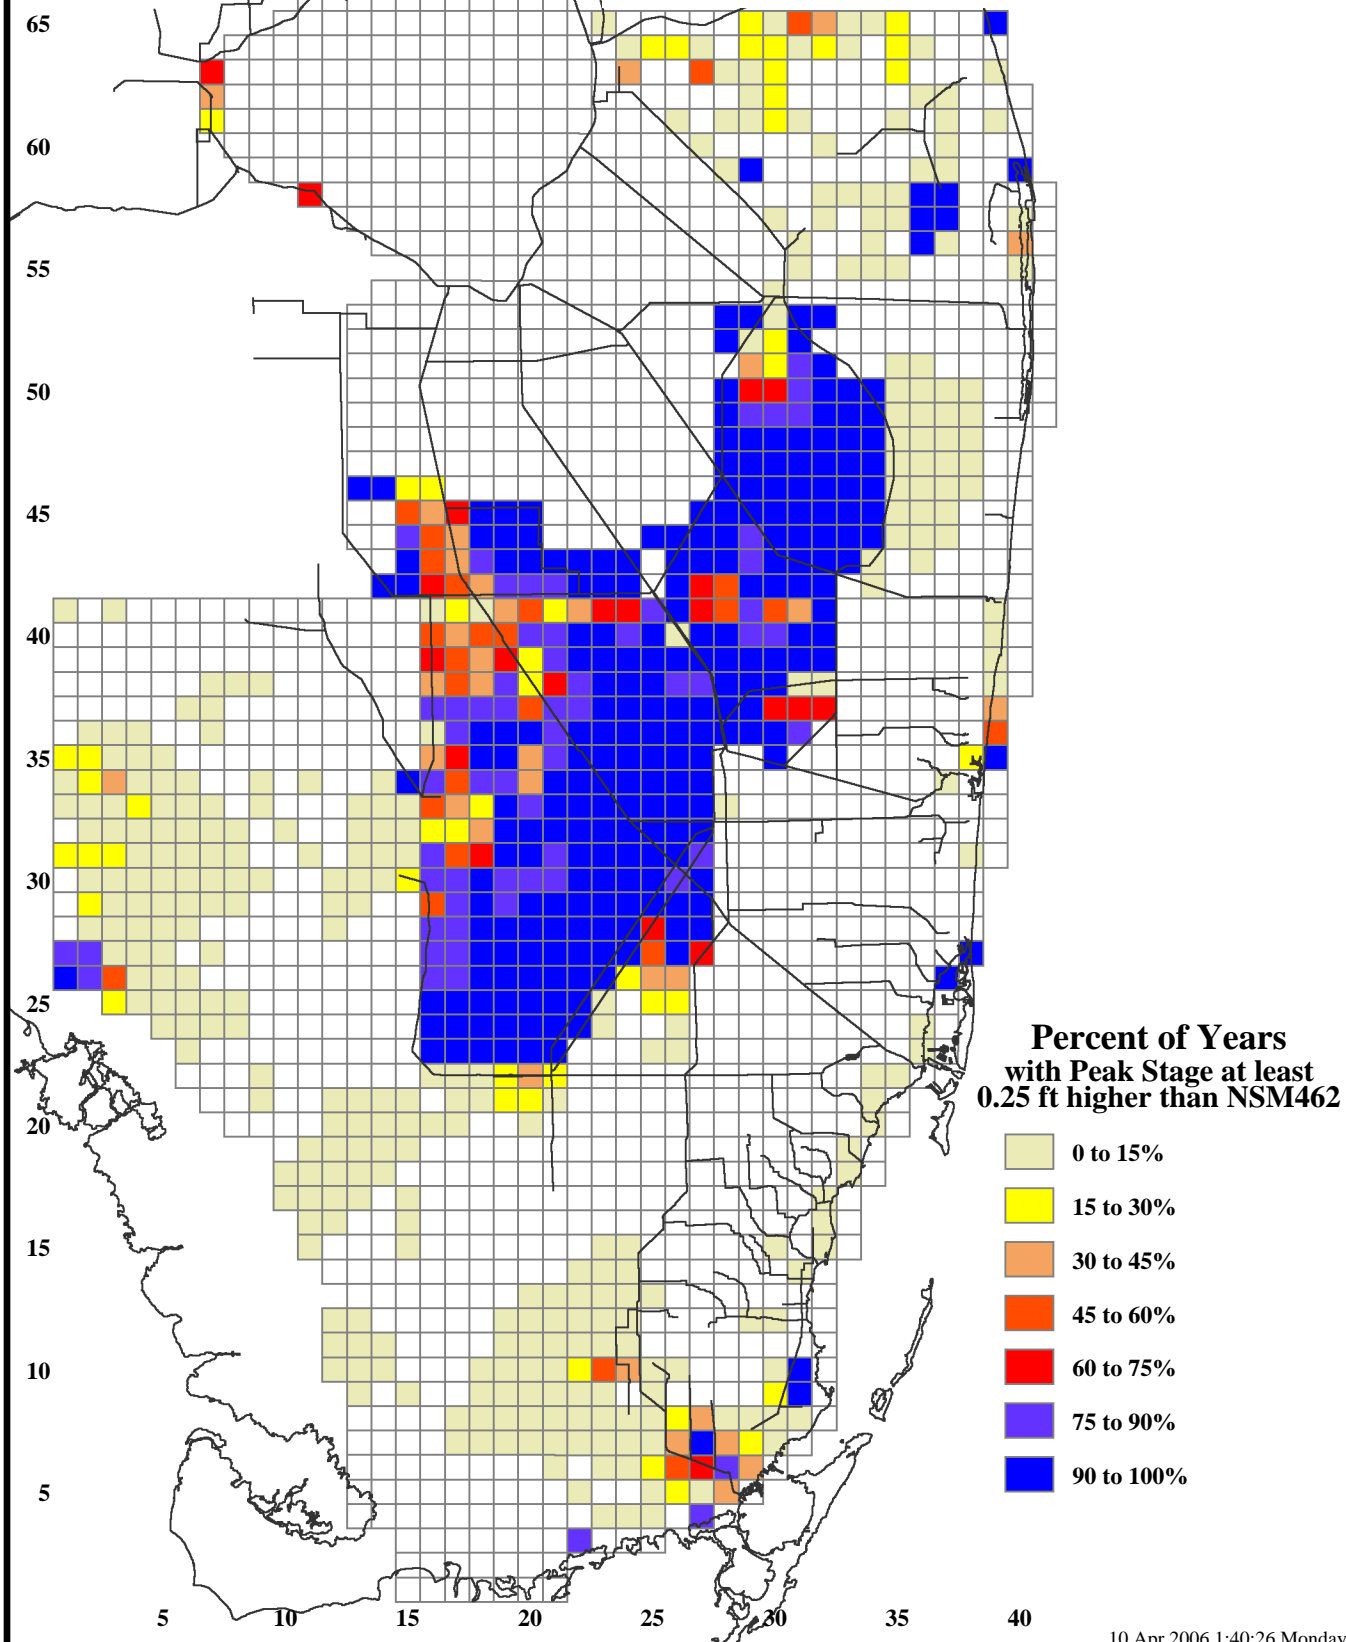 65
60
55
50
45
40
35
30
25
20
15
10
5
Percent of Years
with Peak Stage at least
0.25 ft higher than NSM462
0 to 15%
15 to 30%
30 to 45%
45 to 60%
60 to 75%
75 to 90%
90 to 100%
5 10 15 20 25 30 35 40
10 Apr 2006 1:40:26 Monday